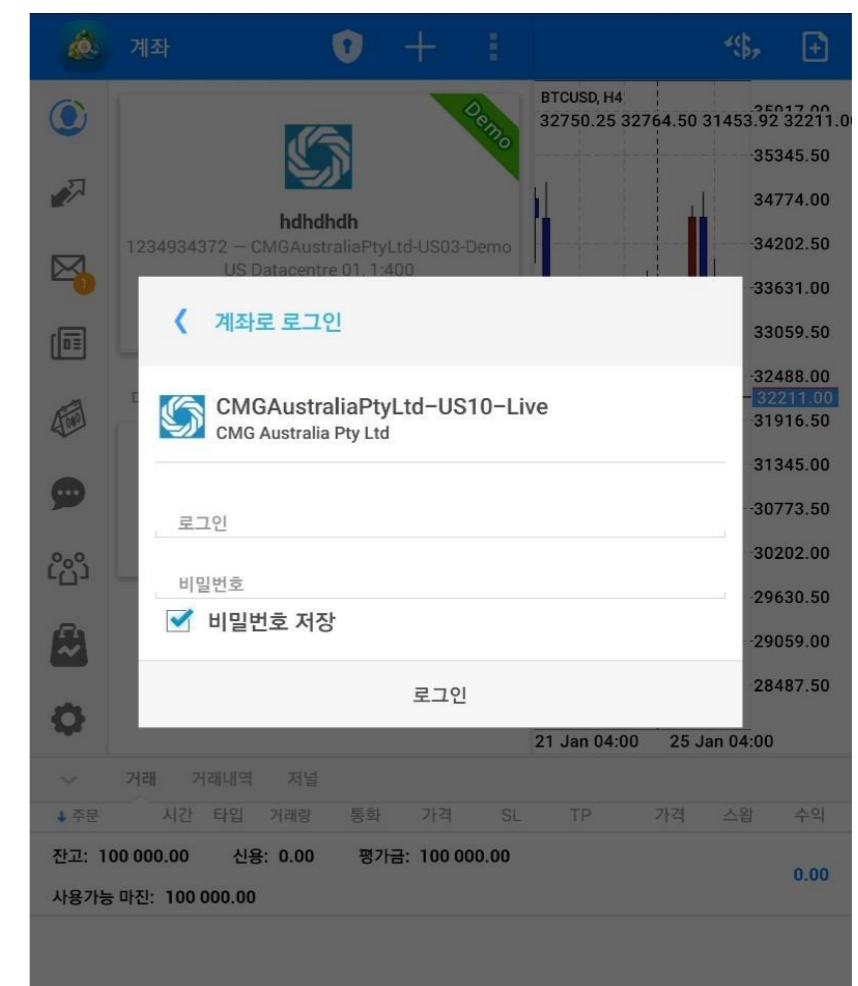 계좌
Demo
hdhdhdh
1234934372 – CMGAustraliaPtyLtd-US03-Demo
US Datacentre 01, 1:400
계좌로 로그인
CMGAustraliaPtyLtd–US10–Live
CMG Australia Pty Ltd
로그인
비밀번호
비밀번호 저장
로그인
BTCUSD, H4
32750.25 32764.50 31453.92 32211.0
35345.50
34774.00
34202.50
33631.00
33059.50
32488.00
32211.00
31916.50
31345.00
30773.50
30202.00
29630.50
29059.00
28487.50
21 Jan 04:00 25 Jan 04:00
거래 거래내역 저널
주문 시간 타입 거래량 통화 가격 SL TP 가격 스왑 수익
잔고: 100 000.00 신용: 0.00 평가금: 100 000.00
0.00
사용가능 마진: 100 000.00